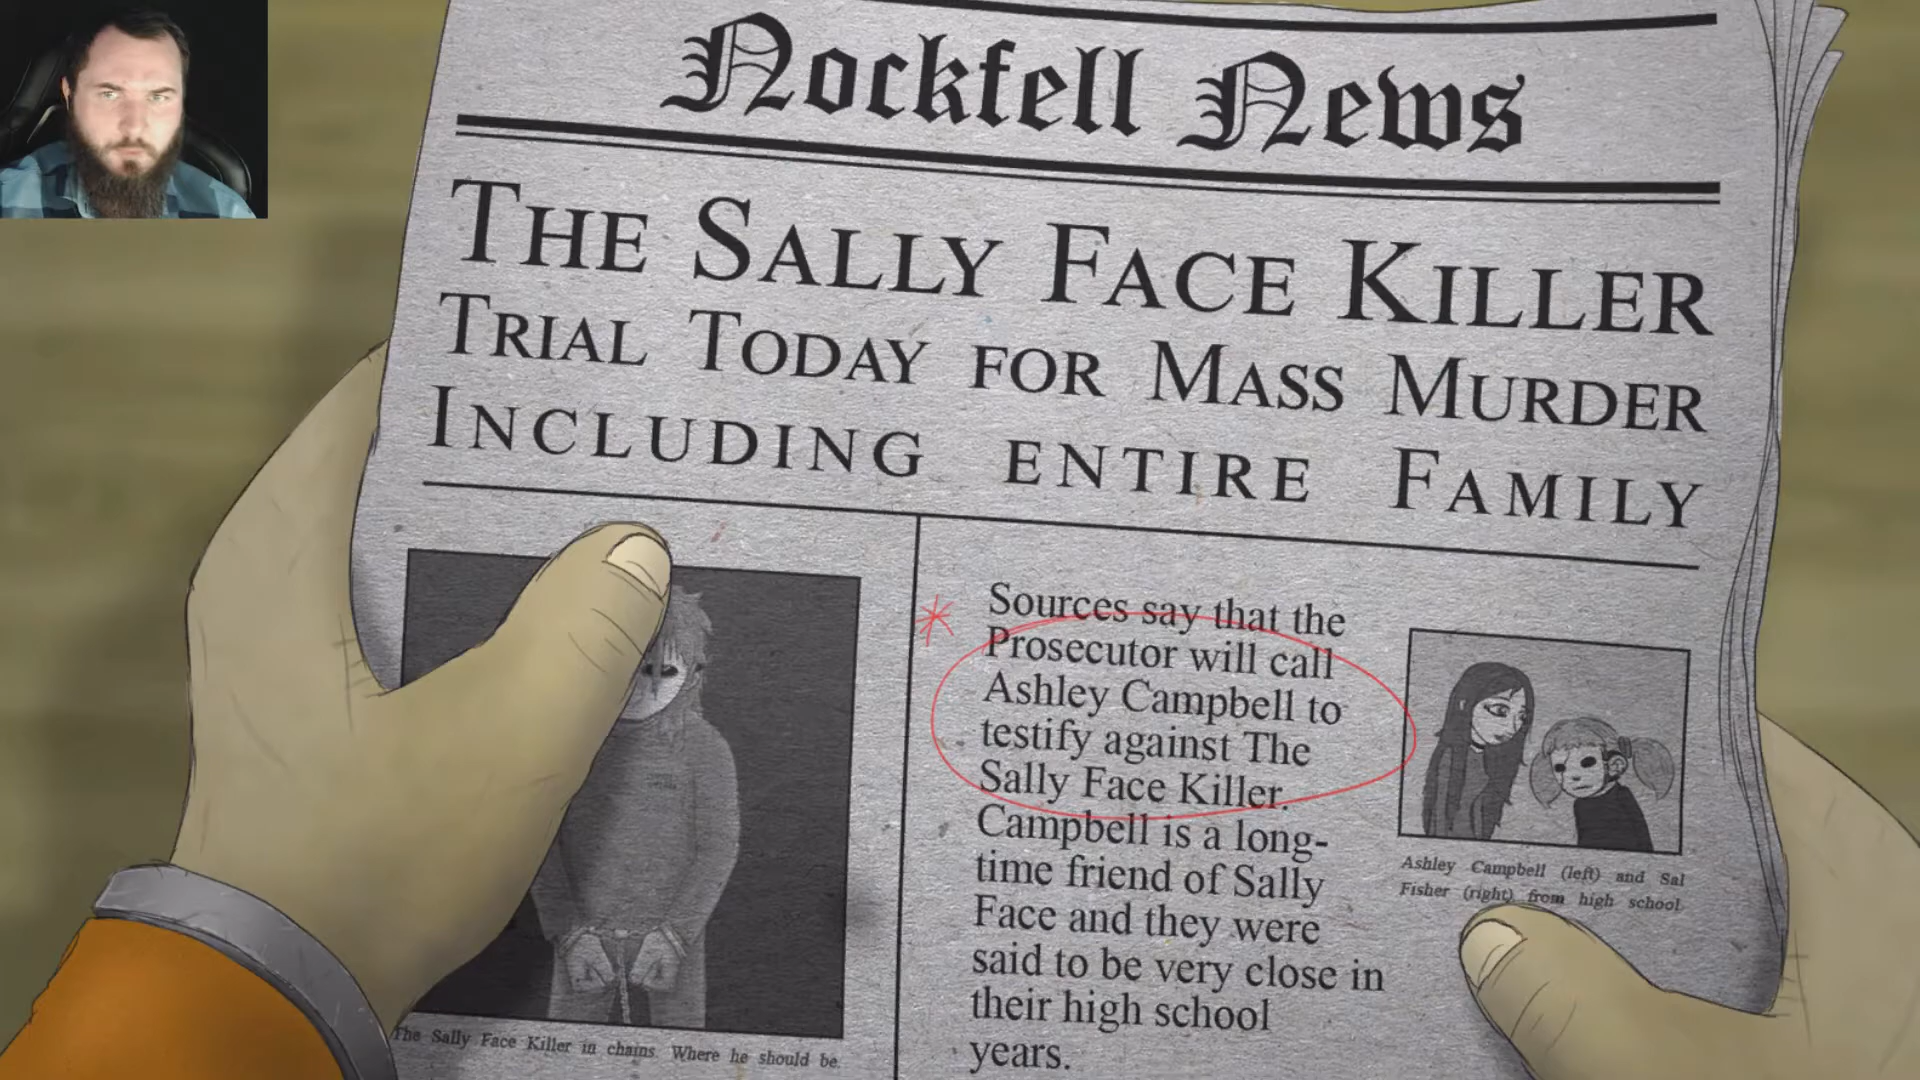 Nockfell News
THE SALLY FACE KILLER
TRIAL TODAY FOR MASS MURDER
INCLUDING ENTIRE FAMILY
* Sources say that the
Prosecutor will call
Ashley Campbell to
testify against The
Sally Face Killer.
Campbell is a long-
time friend of Sally
Face and they were
said to be very close in
their high school
years.
Ashley Campbell (left) and Sal
Fisher (right) from high school.
The Sally Face Killer in chains. Where he should be.